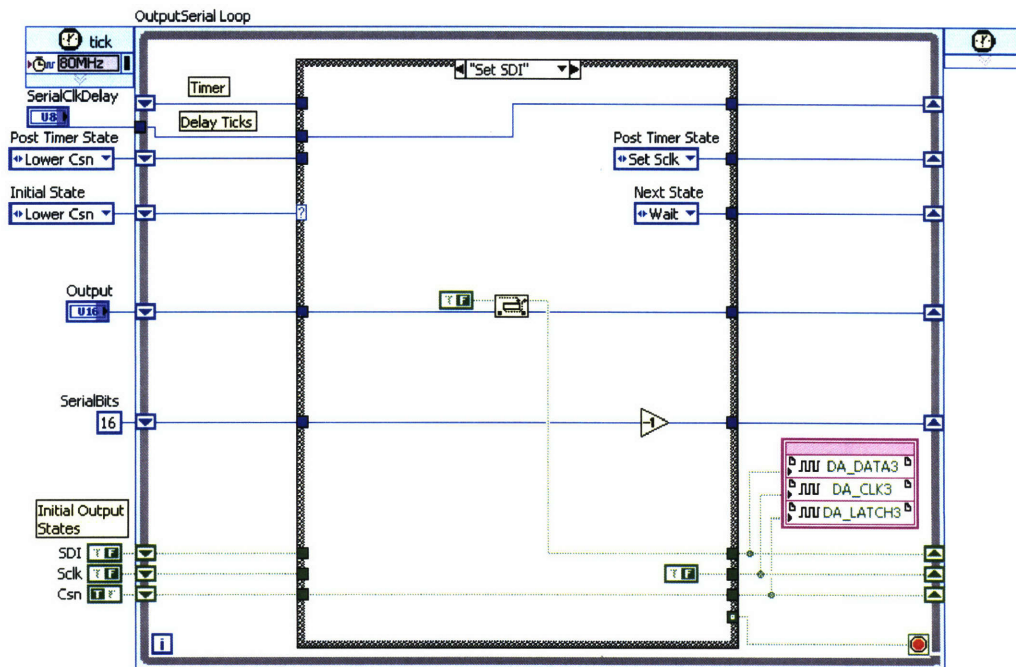 OutputSerial Loop
tick
80MHz
"Set SDI"
SerialClkDelay
U8
Timer
Delay Ticks
Post Timer State
Lower Csn
Post Timer State
Set Sclk
Initial State
Lower Csn
?
Next State
Wait
Output
U16
F
SerialBits
16
-1
DA_DATA3
DA_CLK3
DA_LATCH3
Initial Output
States
SDI F
Sclk F
F
Csn T
i